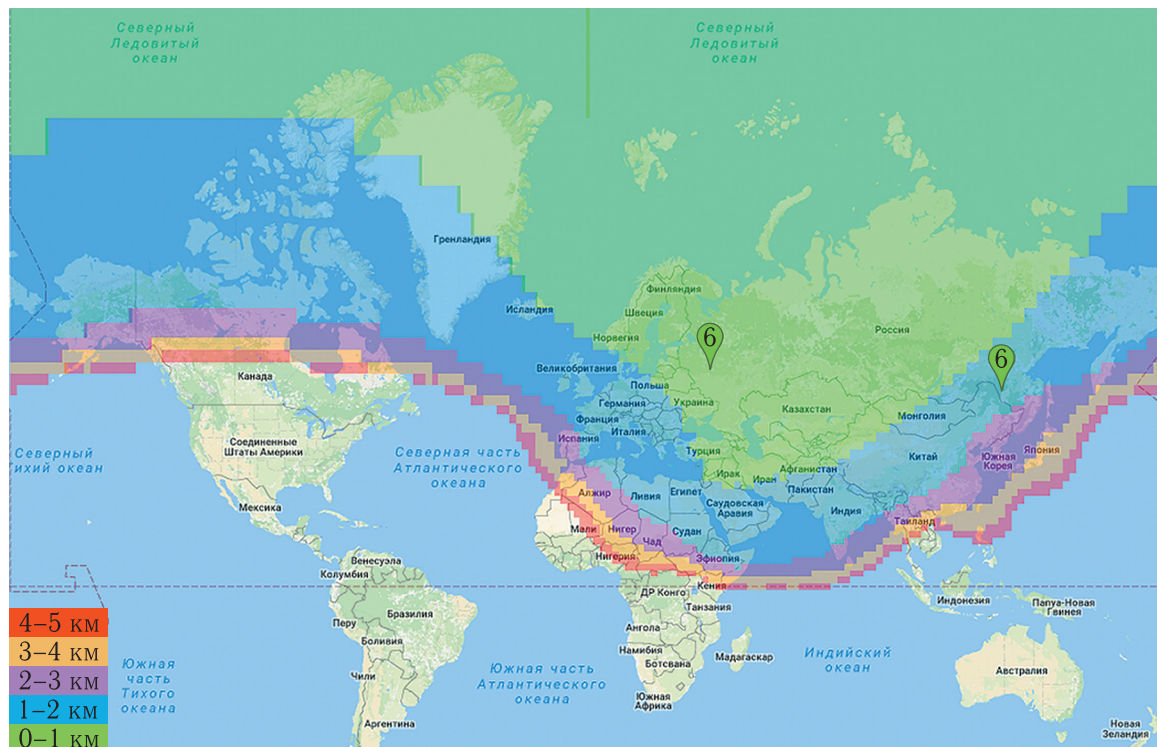 Северный
Ледовитый
океан
Северный
Ледовитый
океан
Гренландия
Исландия
Финляндия
Швеция
Норвегия
Россия
6
6
Великобритания
Польша
Германия
Украина
Франция
Италия
Испания
Казахстан
Монголия
Турция
Ирак
Иран
Афганистан
Пакистан
Китай
Южная
Корея
Япония
Канада
Соединенные
Штаты Америки
Мексика
Северный
Тихий океан
Северная часть
Атлантического
океана
Алжир
Ливия
Египет
Саудовская
Аравия
Индия
Таиланд
Мали
Нигер
Чад
Судан
Нигерия
Эфиопия
Кения
ДР Конго
Танзания
Венесуэла
Колумбия
Бразилия
Перу
Боливия
Чили
Аргентина
Ангола
Намибия
Ботсвана
Мадагаскар
Южная
Африка
Индонезия
Папуа-Новая
Гвинея
Австралия
Новая
Зеландия
Индийский
океан
Южная часть
Атлантического
океана
Южная
часть
Тихого
океана
4–5 км
3–4 км
2–3 км
1–2 км
0–1 км